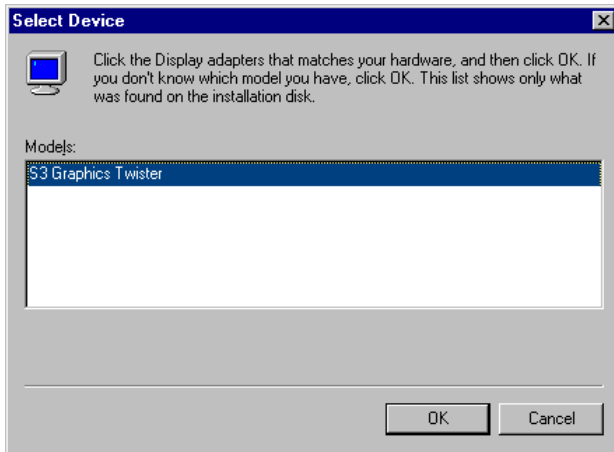 Select Device
Click the Display adapters that matches your hardware, and then click OK. If
you don't know which model you have, click OK. This list shows only what
was found on the installation disk.
Models:
S3 Graphics Twister
OK
Cancel